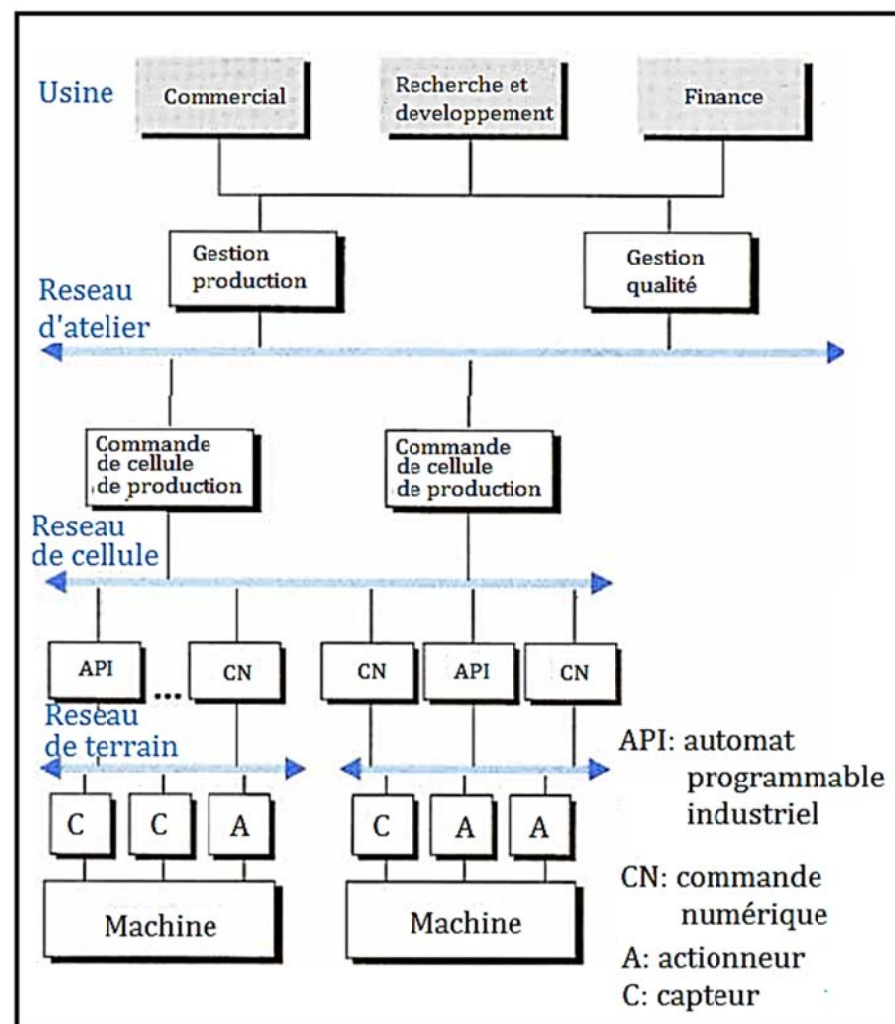 Usine
Commercial
Recherche et
developpement
Finance
Gestion
production
Gestion
qualité
Reseau
d'atelier
Commande
de cellule
de production
Commande
de cellule
de production
Reseau
de cellule
API
...
CN
CN
API
CN
Reseau
de terrain
C
C
A
C
A
A
Machine
Machine
API: automat
programmable
industriel
CN: commande
numérique
A: actionneur
C: capteur